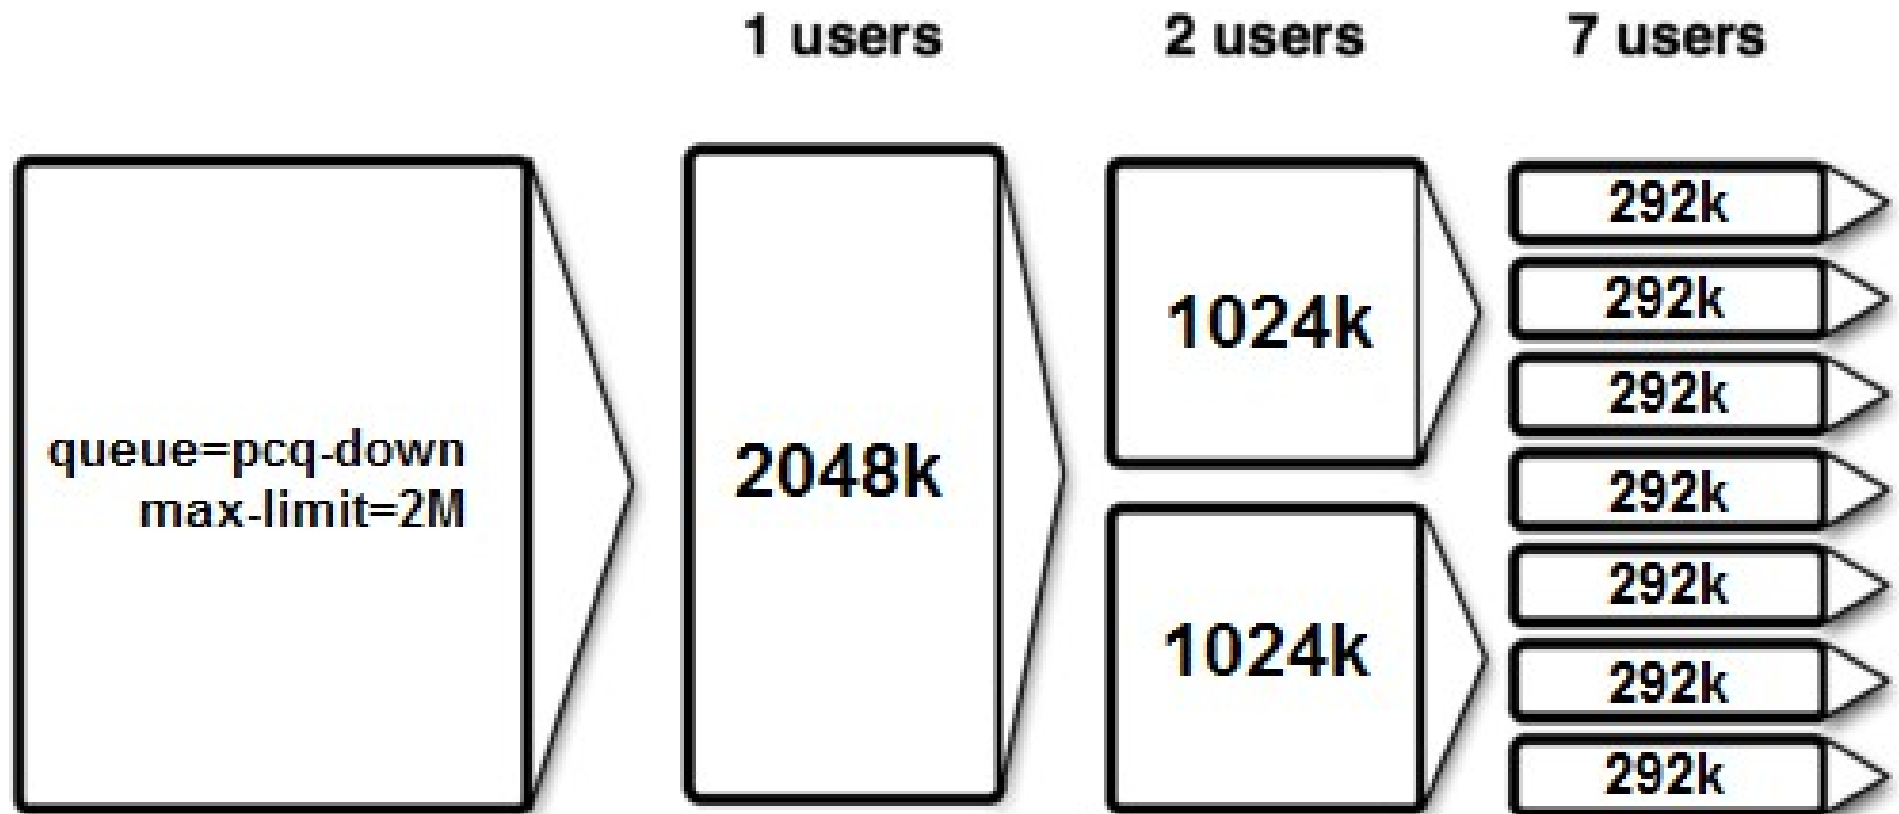 1 users
2 users
7 users
queue=pcq-down
max-limit=2M
2048k
1024k
1024k
292k
292k
292k
292k
292k
292k
292k